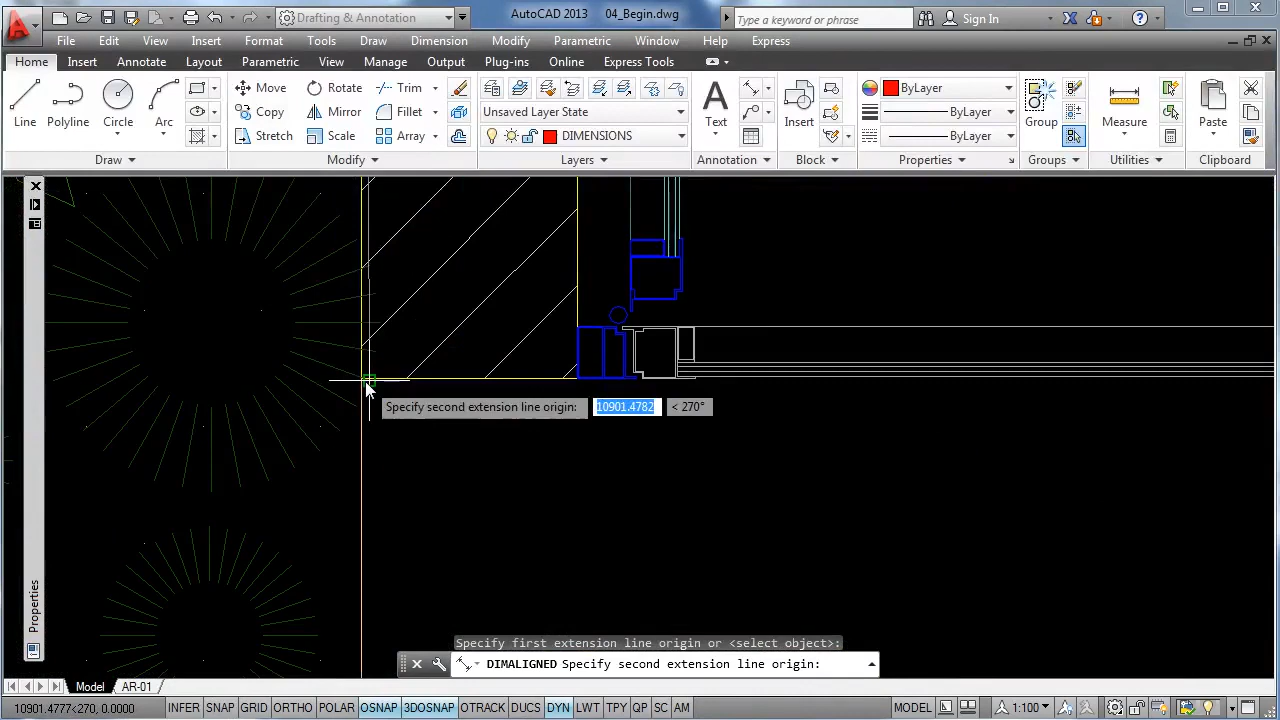 Drafting & Annotation
AutoCAD 2013 04_Begin.dwg
Type a keyword or phrase
Sign In
File Edit View Insert Format Tools Draw Dimension Modify Parametric Window Help Express
Home Insert Annotate Layout Parametric View Manage Output Plug-ins Online Express Tools
Line Polyline Circle Arc
Draw
Move Rotate Trim
Copy Mirror Fillet
Stretch Scale Array
Modify
Unsaved Layer State
DIMENSIONS
Layers
Text
Annotation
Insert
Block
ByLayer
ByLayer
ByLayer
Properties
Group
Groups
Measure
Utilities
Paste
Clipboard
Specify second extension line origin: 10901.4782 < 270°
Properties
Specify first extension line origin or <select object>:
DIMALIGNED Specify second extension line origin:
Model AR-01
10901.4777<270, 0.0000 INFER SNAP GRID ORTHO POLAR OSNAP 3DOSNAP OTRACK DUCS DYN LWT TPY QP SC AM MODEL 1:100